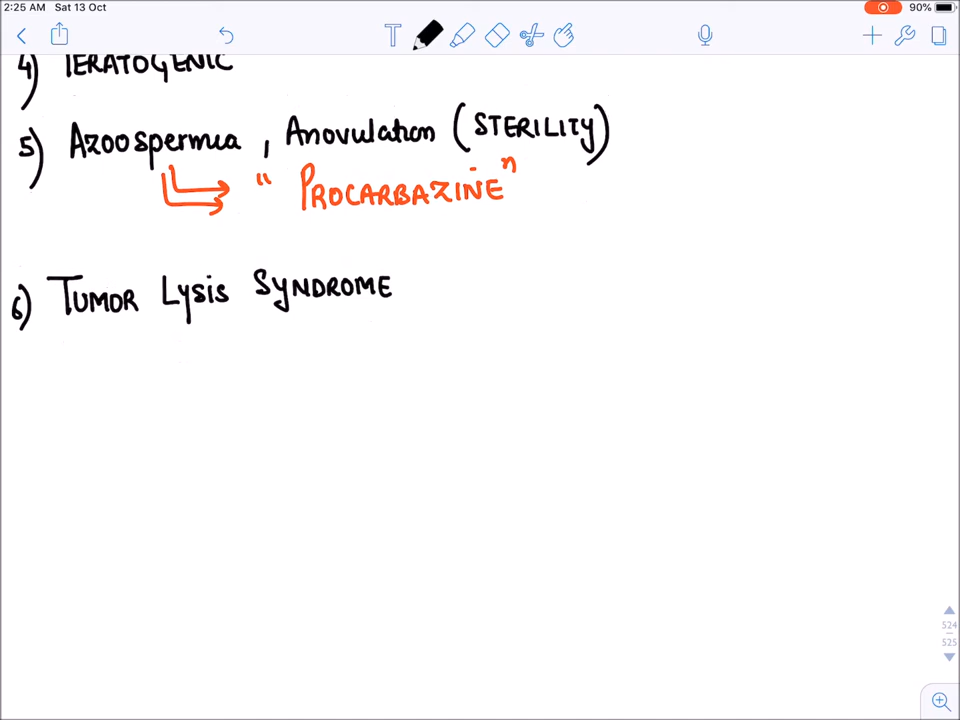 2:25 AM Sat 13 Oct 90%
T
4) TERATOGENIC
5) Azoospermia, Anovulation (STERILITY)
" PROCARBAZINE"
6) TUMOR LYSIS SYNDROME
524
525